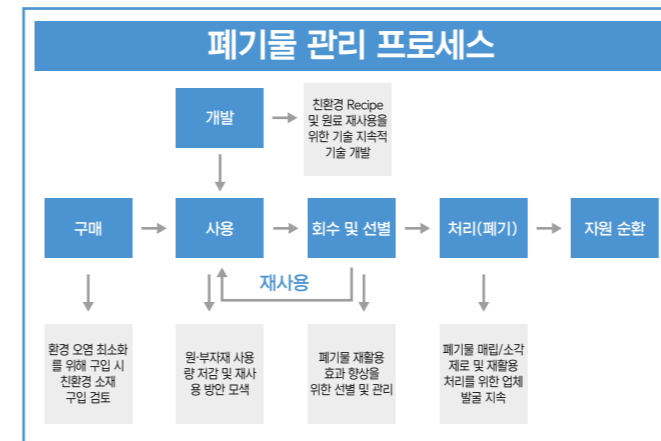 폐기물 관리 프로세스
개발
친환경 Recipe
및 원료 재사용을
위한 기술 지속적
기술 개발
구매
사용
회수 및 선별
처리(폐기)
자원 순환
재사용
환경 오염 최소화
를 위해 구입 시
친환경 소재
구입 검토
원·부자재 사용
량 저감 및 재사
용 방안 모색
폐기물 재활용
효과 향상을
위한 선별 및 관리
폐기물 매립/소각
제로 및 재활용
처리를 위한 업체
발굴 지속